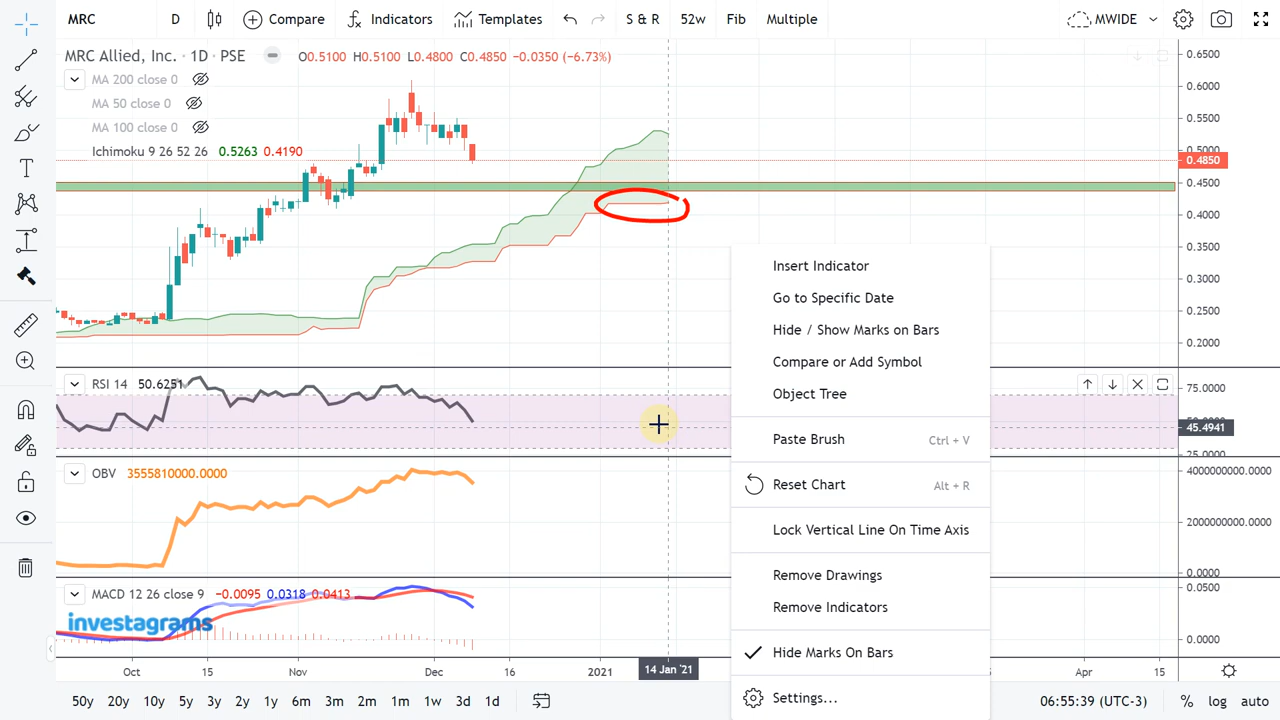 MRC D Compare Indicators Templates S & R 52w Fib Multiple MWIDE
MRC Allied, Inc. · 1D · PSE O0.5100 H0.5100 L0.4800 C0.4850 −0.0350 (−6.73%)
MA 200 close 0
MA 50 close 0
MA 100 close 0
Ichimoku 9 26 52 26 0.5263 0.4190
0.6500
0.6000
0.5500
0.5000
0.4850
0.4500
0.4000
0.3500
0.3000
0.2500
0.2000
Insert Indicator
Go to Specific Date
Hide / Show Marks on Bars
Compare or Add Symbol
Object Tree
Paste Brush Ctrl + V
Reset Chart Alt + R
Lock Vertical Line On Time Axis
Remove Drawings
Remove Indicators
Hide Marks On Bars
Settings...
RSI 14 50.6251
75.0000
45.4941
25.0000
OBV 3555810000.0000
4000000000.0000
2000000000.0000
0.0000
MACD 12 26 close 9 −0.0095 0.0318 0.0413
investagrams
0.0500
0.0000
Oct 15 Nov Dec 16 2021 14 Jan '21 Apr 15
50y 20y 10y 5y 3y 2y 1y 6m 3m 2m 1m 1w 3d 1d 06:55:39 (UTC-3) % log auto